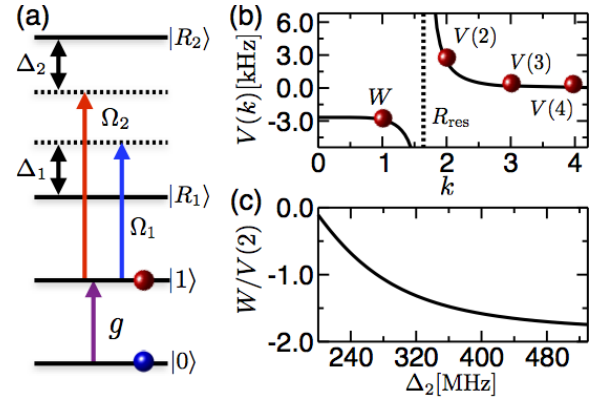 (a)
|R₂⟩
Δ₂
Ω₂
Δ₁
|R₁⟩
Ω₁
|1⟩
g
|0⟩
(b)
V(k)[kHz]
6.0
3.0
0.0
-3.0
W
V(2)
V(3)
V(4)
R_res
0 1 2 3 4
k
(c)
W/V(2)
0.0
-1.0
-2.0
240 320 400 480
Δ₂[MHz]